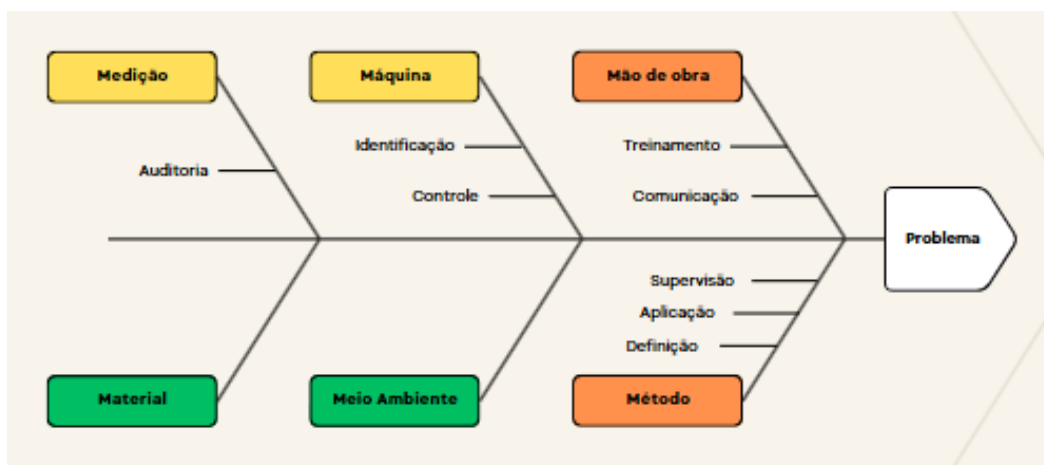 Medição
Máquina
Mão de obra
Identificação
Treinamento
Auditoria
Controle
Comunicação
Problema
Supervisão
Aplicação
Definição
Material
Meio Ambiente
Método